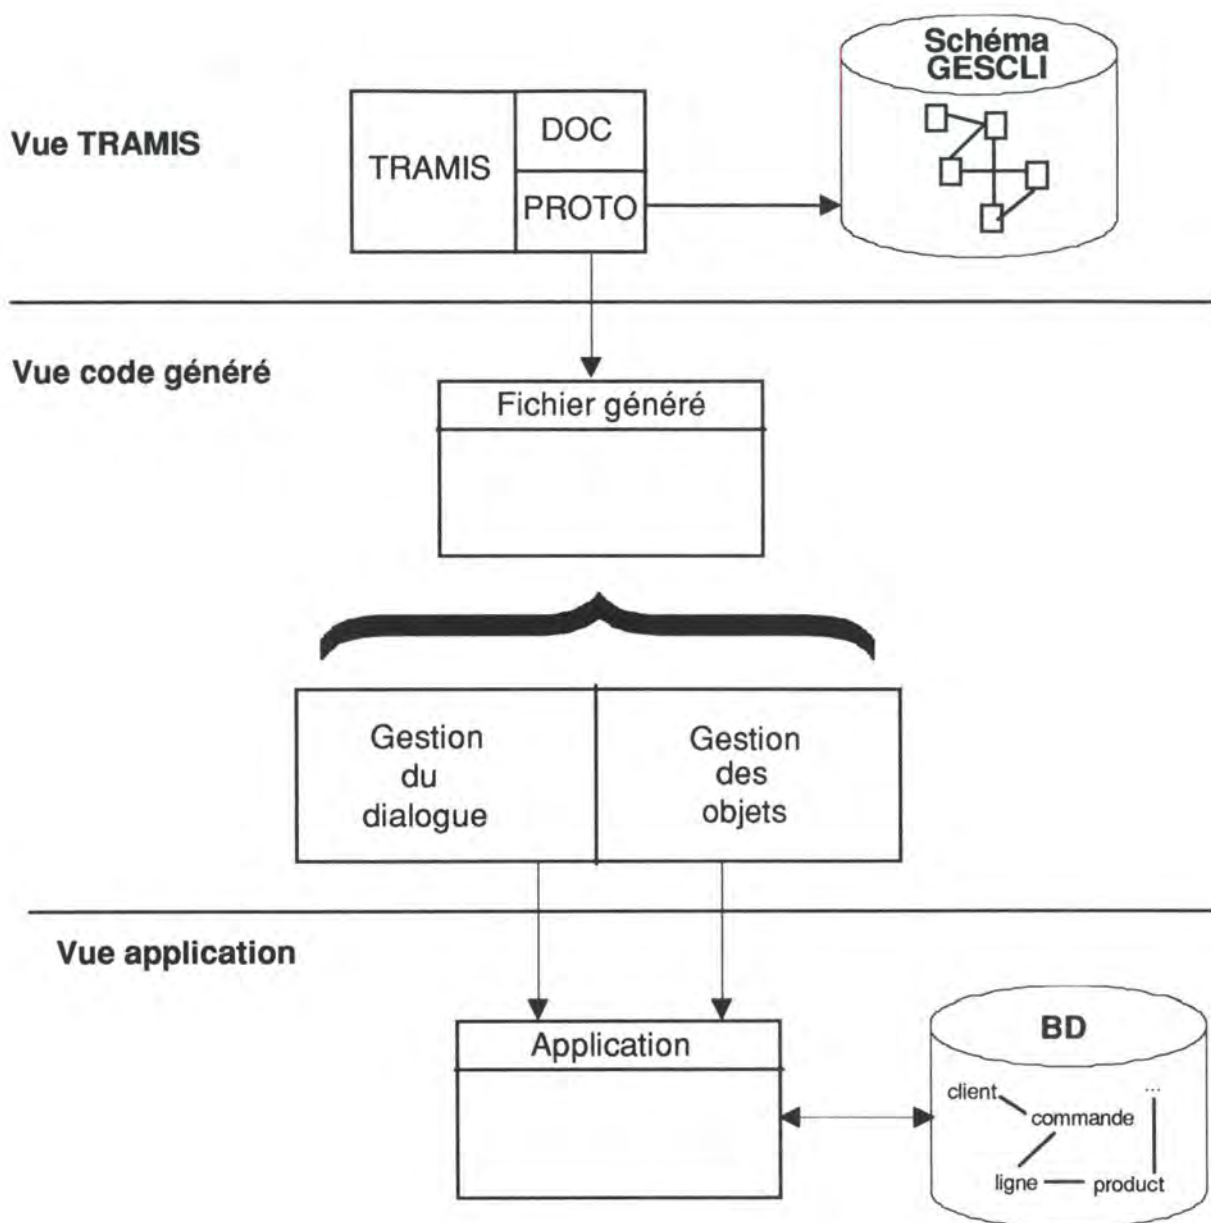 Schéma
GESCLI
Vue TRAMIS
TRAMIS
DOC
PROTO
Vue code généré
Fichier généré
Gestion
du
dialogue
Gestion
des
objets
Vue application
Application
BD
client
...
commande
ligne
product